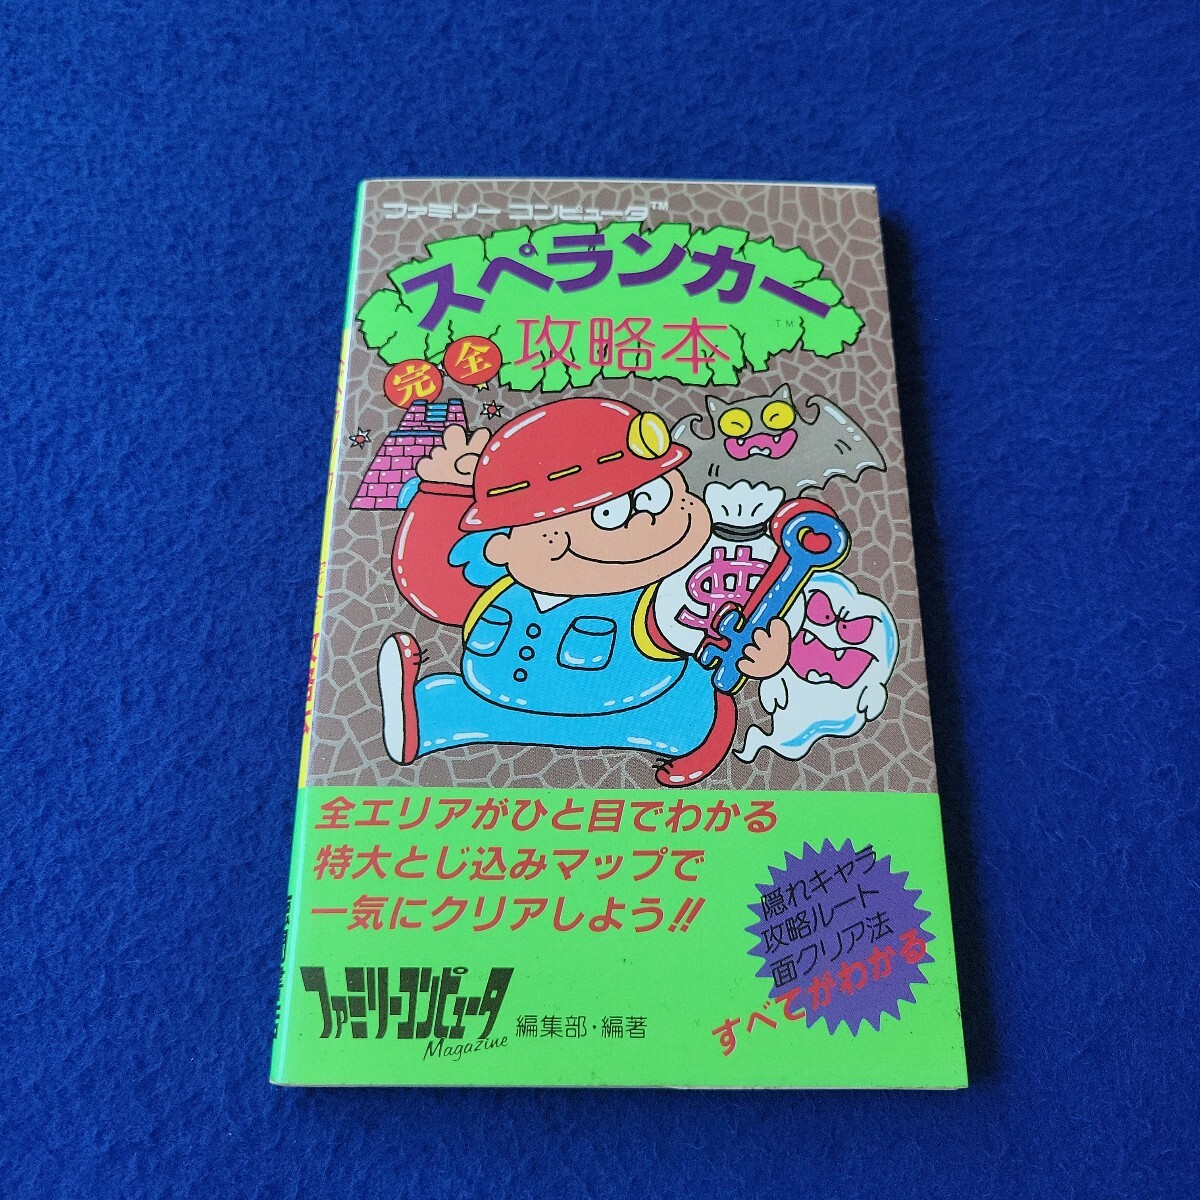 ファミリーコンピュータ™
スペランカー™
完全攻略本
$
全エリアがひと目でわかる
特大とじ込みマップで
一気にクリアしよう!!
隠れキャラ
攻略ルート
面クリア法
すべてがわかる
ファミリーコンピュータ
Magazine
編集部・編著